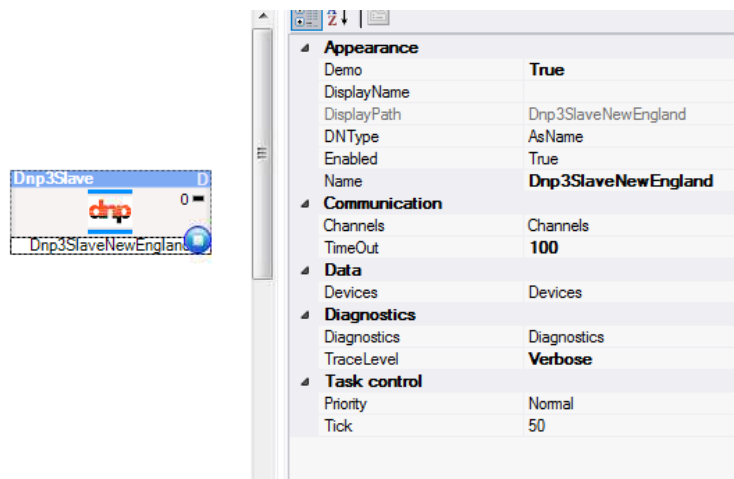 Appearance
Demo True
DisplayName
DisplayPath Dnp3SlaveNewEngland
DNType AsName
Enabled True
Name Dnp3SlaveNewEngland
Communication
Channels Channels
TimeOut 100
Data
Devices Devices
Diagnostics
Diagnostics Diagnostics
TraceLevel Verbose
Task control
Priority Normal
Tick 50
Dnp3Slave D
0
dnp
Dnp3SlaveNewEngland